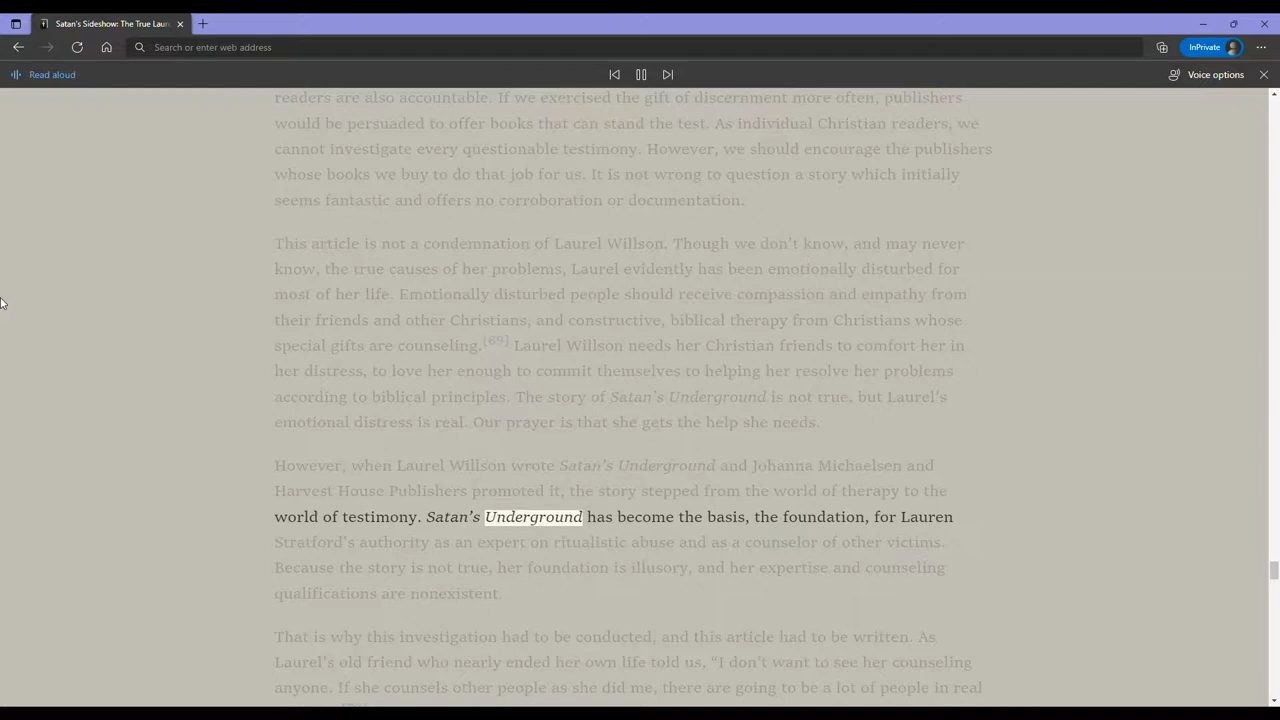 Satan's Sideshow: The True Laur
Search or enter web address
InPrivate
Read aloud
Voice options
readers are also accountable. If we exercised the gift of discernment more often, publishers
would be persuaded to offer books that can stand the test. As individual Christian readers, we
cannot investigate every questionable testimony. However, we should encourage the publishers
whose books we buy to do that job for us. It is not wrong to question a story which initially
seems fantastic and offers no corroboration or documentation.
This article is not a condemnation of Laurel Willson. Though we don't know, and may never
know, the true causes of her problems, Laurel evidently has been emotionally disturbed for
most of her life. Emotionally disturbed people should receive compassion and empathy from
their friends and other Christians, and constructive, biblical therapy from Christians whose
special gifts are counseling.[69] Laurel Willson needs her Christian friends to comfort her in
her distress, to love her enough to commit themselves to helping her resolve her problems
according to biblical principles. The story of Satan's Underground is not true, but Laurel's
emotional distress is real. Our prayer is that she gets the help she needs.
However, when Laurel Willson wrote Satan's Underground and Johanna Michaelsen and
Harvest House Publishers promoted it, the story stepped from the world of therapy to the
world of testimony. Satan's Underground has become the basis, the foundation, for Lauren
Stratford's authority as an expert on ritualistic abuse and as a counselor of other victims.
Because the story is not true, her foundation is illusory, and her expertise and counseling
qualifications are nonexistent.
That is why this investigation had to be conducted, and this article had to be written. As
Laurel's old friend who nearly ended her own life told us, "I don't want to see her counseling
anyone. If she counsels other people as she did me, there are going to be a lot of people in real